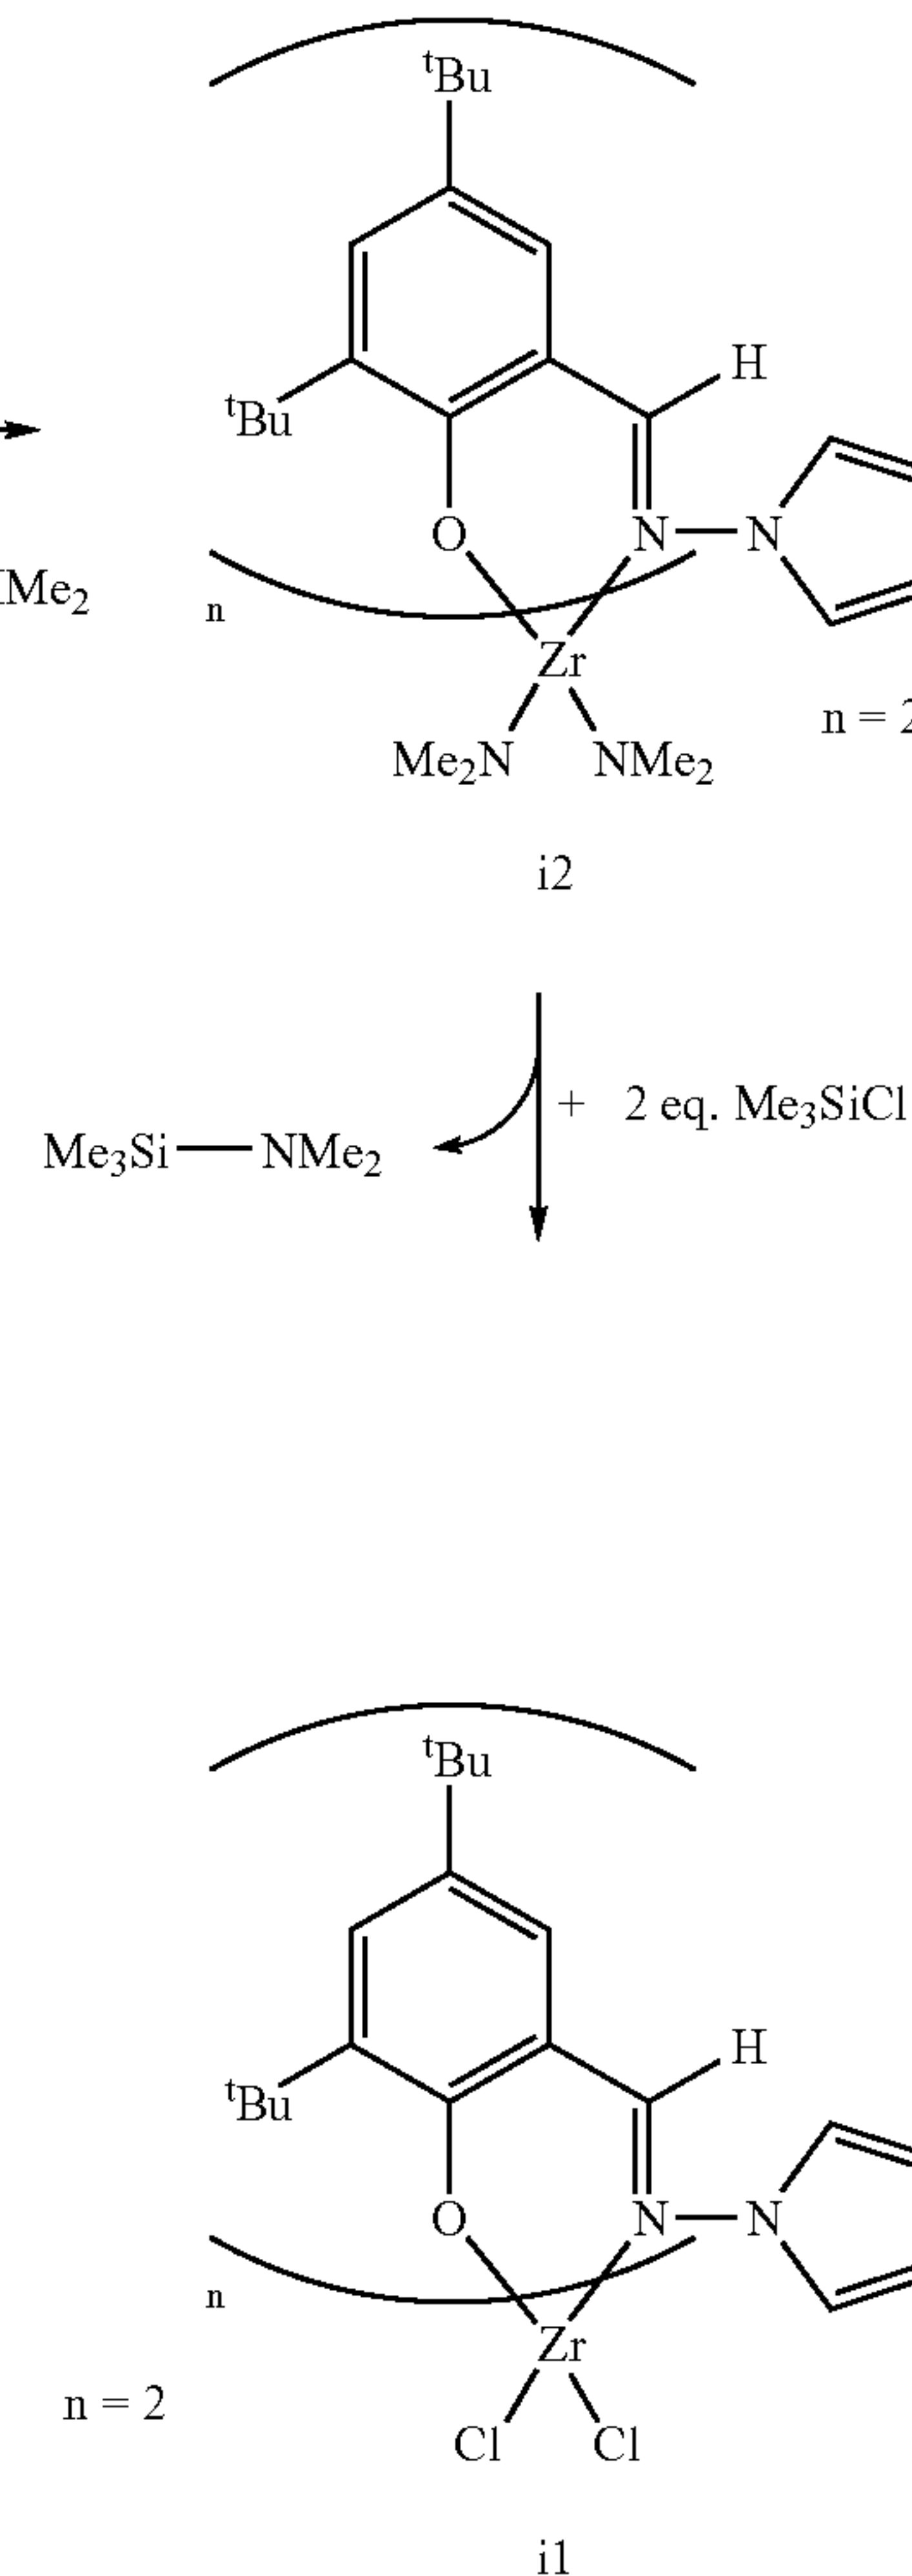 tBu
H
tBu
O
N
N
Me2
n
Zr
n = 2
Me2N
NMe2
i2
+ 2 eq. Me3SiCl
Me3Si NMe2
tBu
H
tBu
O
N
N
n
Zr
n = 2
Cl
Cl
i1